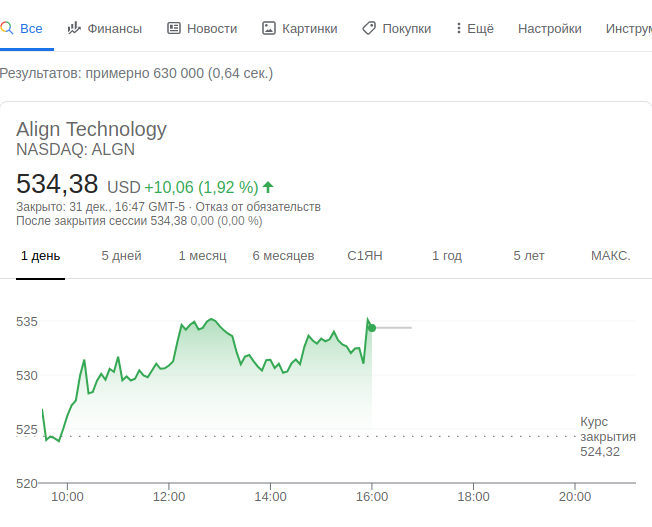 Все Финансы Новости Картинки Покупки Ещё Настройки
Результатов: примерно 630 000 (0,64 сек.)
Align Technology
NASDAQ: ALGN
534,38 USD +10,06 (1,92 %)
Закрыто: 31 дек., 16:47 GMT-5 · Отказ от обязательств
После закрытия сессии 534,38 0,00 (0,00 %)
1 день 5 дней 1 месяц 6 месяцев С1ЯН 1 год 5 лет МАКС.
535
530
525
520
Курс
закрытия
524,32
10:00 12:00 14:00 16:00 18:00 20:00